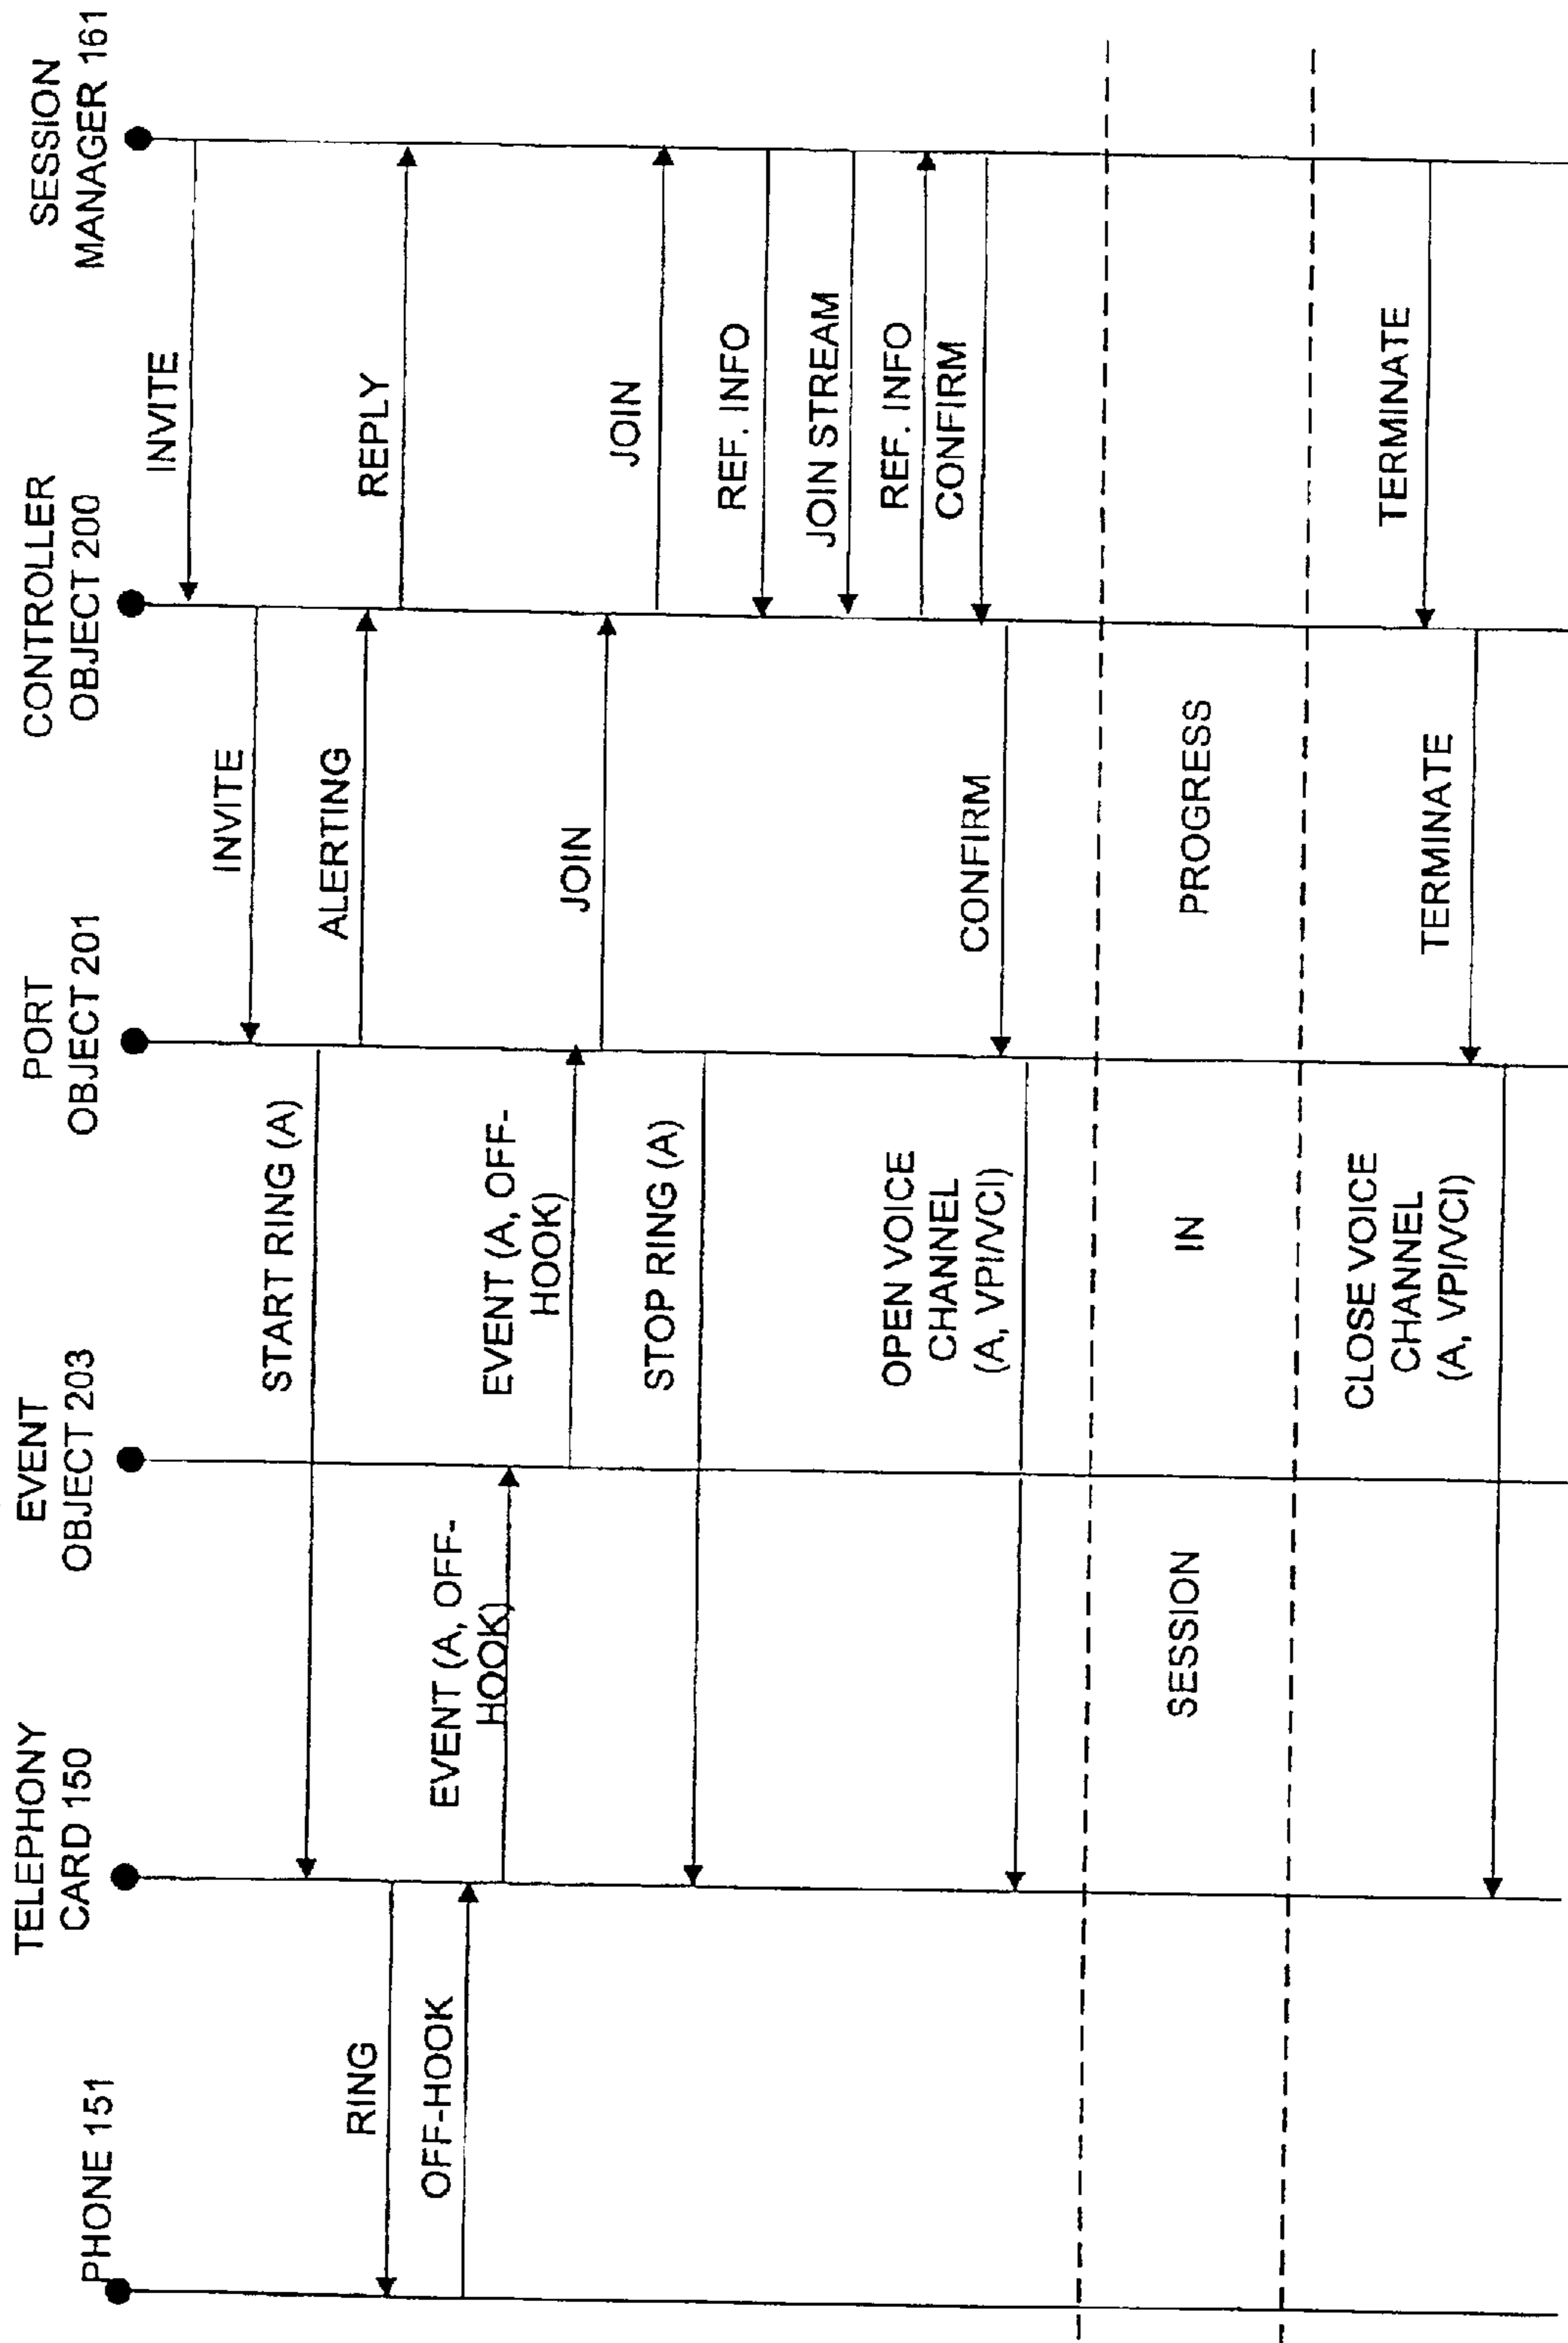 PHONE 151
TELEPHONY
CARD 150
EVENT
OBJECT 203
PORT
OBJECT 201
CONTROLLER
OBJECT 200
SESSION
MANAGER 161
INVITE
INVITE
START RING (A)
ALERTING
RING
REPLY
OFF-HOOK
EVENT (A, OFF-
HOOK)
EVENT (A, OFF-
HOOK)
JOIN
JOIN
STOP RING (A)
REF. INFO
JOIN STREAM
REF. INFO
CONFIRM
CONFIRM
OPEN VOICE
CHANNEL
(A, VPI/VCI)
SESSION IN PROGRESS
TERMINATE
TERMINATE
CLOSE VOICE
CHANNEL
(A, VPI/VCI)